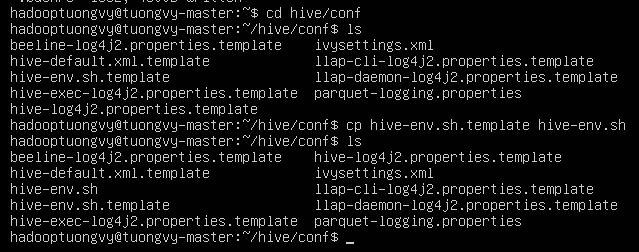 hadooptuongvy@tuongvy-master:~$ cd hive/conf
hadooptuongvy@tuongvy-master:~/hive/conf$ ls
beeline-log4j2.properties.template    ivysettings.xml
hive-default.xml.template             llap-cli-log4j2.properties.template
hive-env.sh.template                  llap-daemon-log4j2.properties.template
hive-exec-log4j2.properties.template  parquet-logging.properties
hive-log4j2.properties.template
hadooptuongvy@tuongvy-master:~/hive/conf$ cp hive-env.sh.template hive-env.sh
hadooptuongvy@tuongvy-master:~/hive/conf$ ls
beeline-log4j2.properties.template    hive-log4j2.properties.template
hive-default.xml.template             ivysettings.xml
hive-env.sh                           llap-cli-log4j2.properties.template
hive-env.sh.template                  llap-daemon-log4j2.properties.template
hive-exec-log4j2.properties.template  parquet-logging.properties
hadooptuongvy@tuongvy-master:~/hive/conf$ _